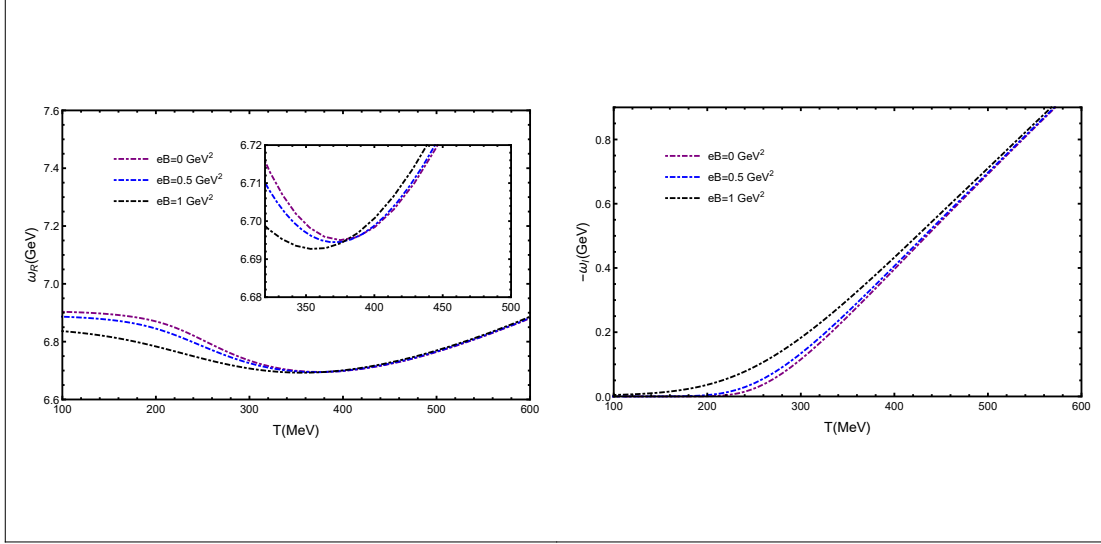 7.6
7.4
7.2
7.0
6.8
6.6
ω_R(GeV)
eB=0 GeV²
eB=0.5 GeV²
eB=1 GeV²
6.72
6.71
6.70
6.69
6.68
350 400 450 500
100 200 300 400 500 600
T(MeV)
0.8
0.6
0.4
0.2
0.0
-ω_I(GeV)
eB=0 GeV²
eB=0.5 GeV²
eB=1 GeV²
100 200 300 400 500 600
T(MeV)